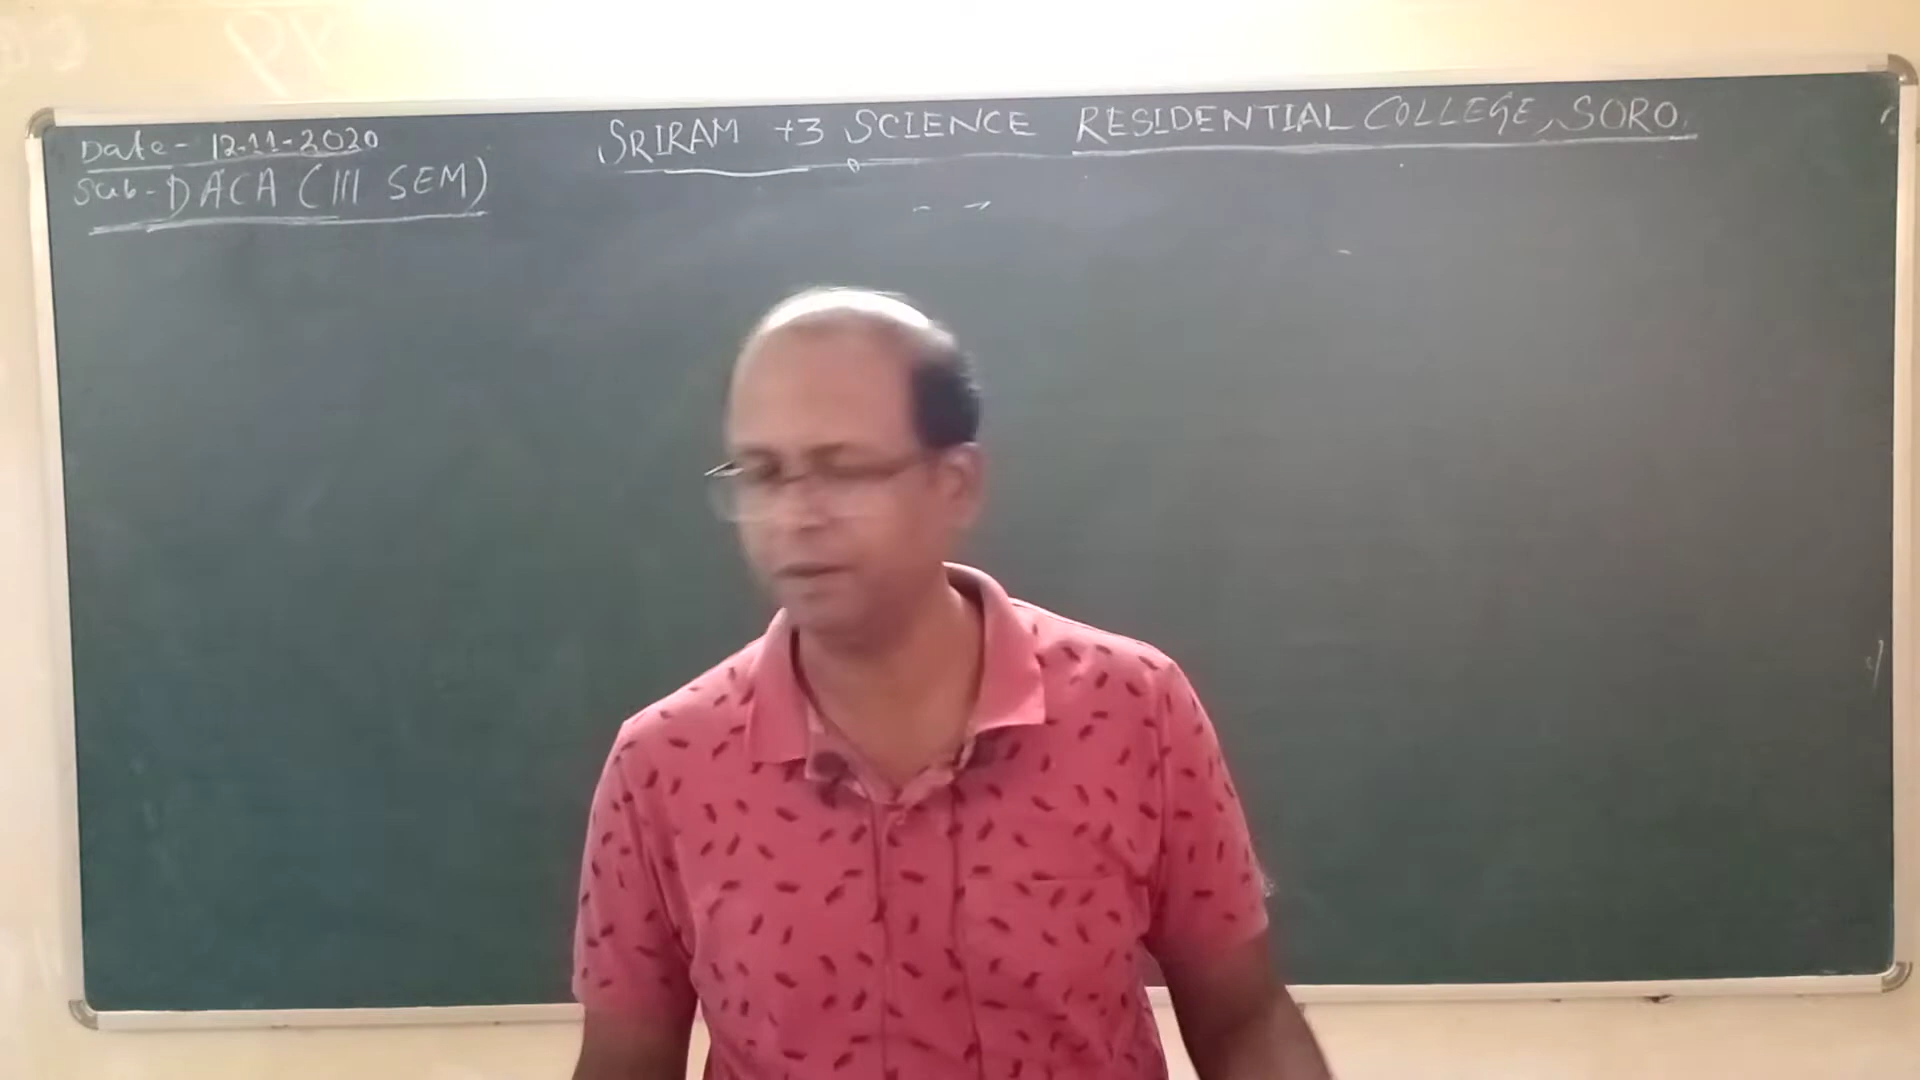 Date - 12-11-2020
SRIRAM +3 SCIENCE RESIDENTIAL COLLEGE, SORO
Sub - DACA (III SEM)